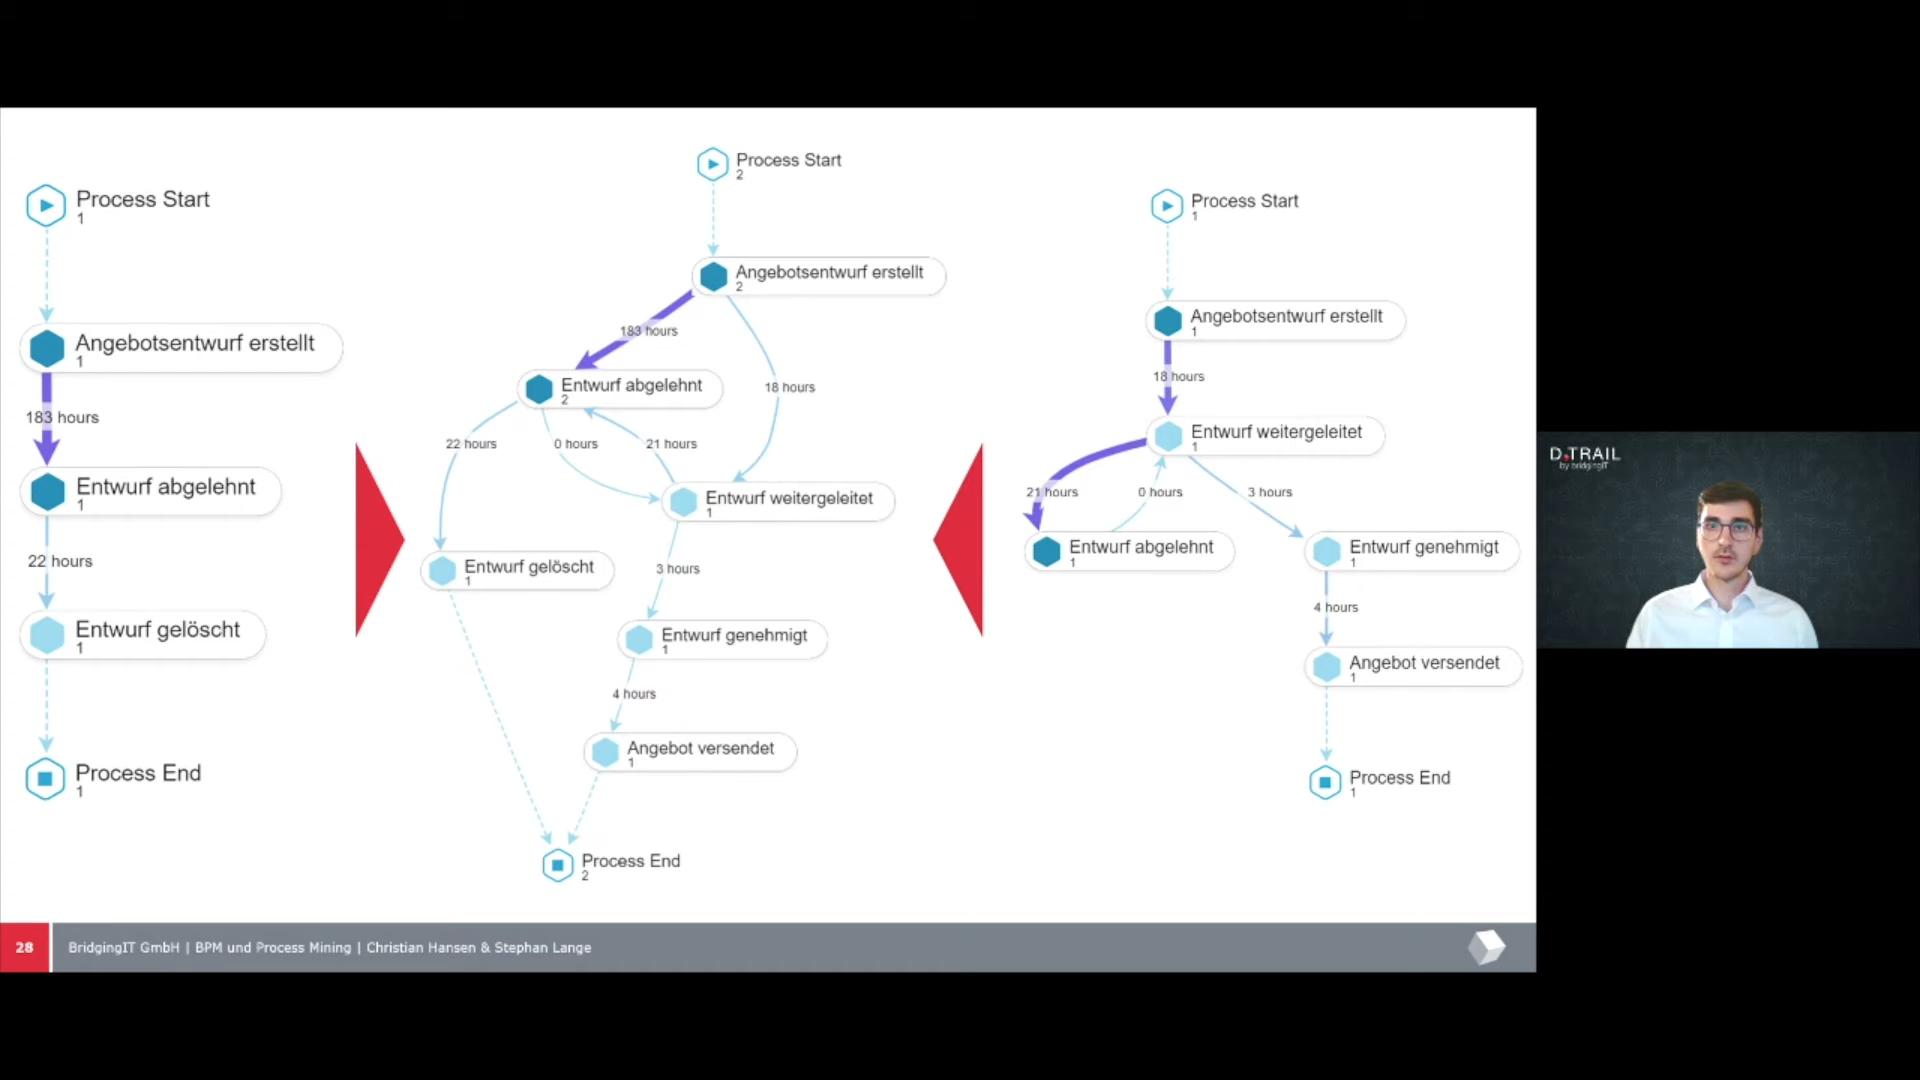 Process Start
1
Angebotsentwurf erstellt
1
183 hours
Entwurf abgelehnt
1
22 hours
Entwurf gelöscht
1
Process End
1
Process Start
2
Angebotsentwurf erstellt
2
183 hours
18 hours
Entwurf abgelehnt
2
22 hours
0 hours
21 hours
Entwurf weitergeleitet
1
Entwurf gelöscht
1
3 hours
Entwurf genehmigt
1
4 hours
Angebot versendet
1
Process End
2
Process Start
1
Angebotsentwurf erstellt
1
18 hours
Entwurf weitergeleitet
1
21 hours
0 hours
3 hours
Entwurf abgelehnt
1
Entwurf genehmigt
1
4 hours
Angebot versendet
1
Process End
1
28
BridgingIT GmbH | BPM und Process Mining | Christian Hansen & Stephan Lange
D.TRAIL
by bridgingIT